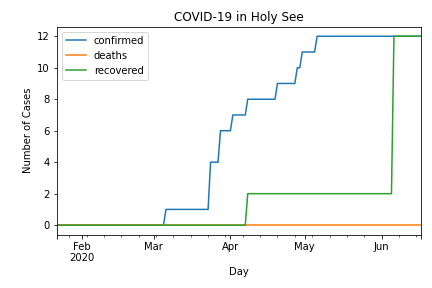 COVID-19 in Holy See
confirmed
deaths
recovered
Number of Cases
12
10
8
6
4
2
0
Feb
2020
Mar
Apr
May
Jun
Day